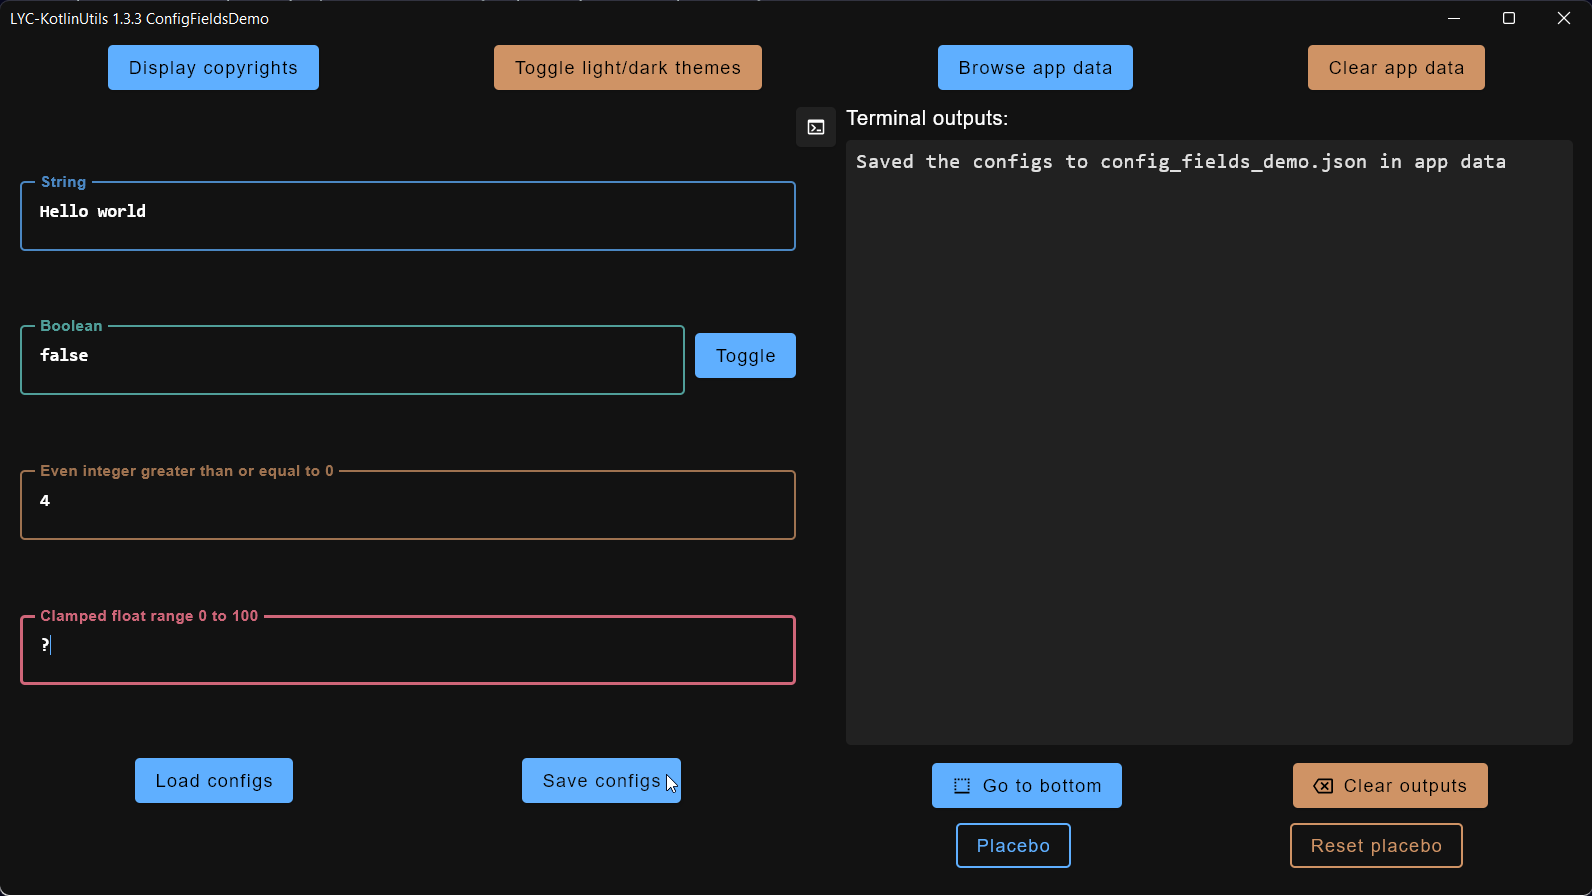 LYC-KotlinUtils 1.3.3 ConfigFieldsDemo
Display copyrights
Toggle light/dark themes
Browse app data
Clear app data
Terminal outputs:
Saved the configs to config_fields_demo.json in app data
String
Hello world
Boolean
false
Toggle
Even integer greater than or equal to 0
4
Clamped float range 0 to 100
?
Load configs
Save configs
Go to bottom
Clear outputs
Placebo
Reset placebo